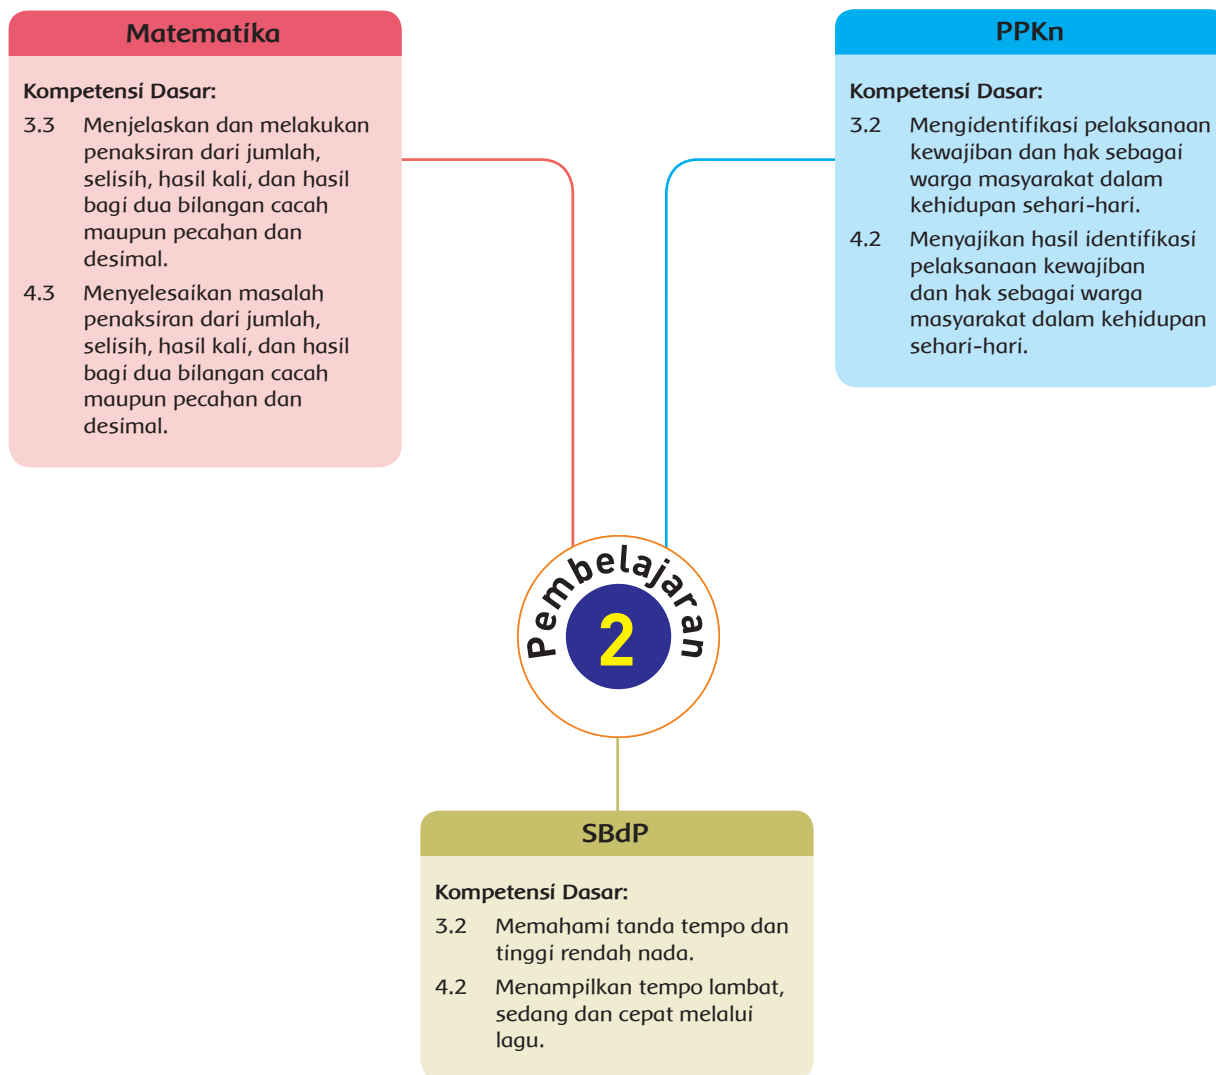 Matematika
Kompetensi Dasar:
3.3 Menjelaskan dan melakukan
penaksiran dari jumlah,
selisih, hasil kali, dan hasil
bagi dua bilangan cacah
maupun pecahan dan
desimal.
4.3 Menyelesaikan masalah
penaksiran dari jumlah,
selisih, hasil kali, dan hasil
bagi dua bilangan cacah
maupun pecahan dan
desimal.
PPKn
Kompetensi Dasar:
3.2 Mengidentifikasi pelaksanaan
kewajiban dan hak sebagai
warga masyarakat dalam
kehidupan sehari-hari.
4.2 Menyajikan hasil identifikasi
pelaksanaan kewajiban
dan hak sebagai warga
masyarakat dalam kehidupan
sehari-hari.
Pembelajaran
2
SBdP
Kompetensi Dasar:
3.2 Memahami tanda tempo dan
tinggi rendah nada.
4.2 Menampilkan tempo lambat,
sedang dan cepat melalui
lagu.